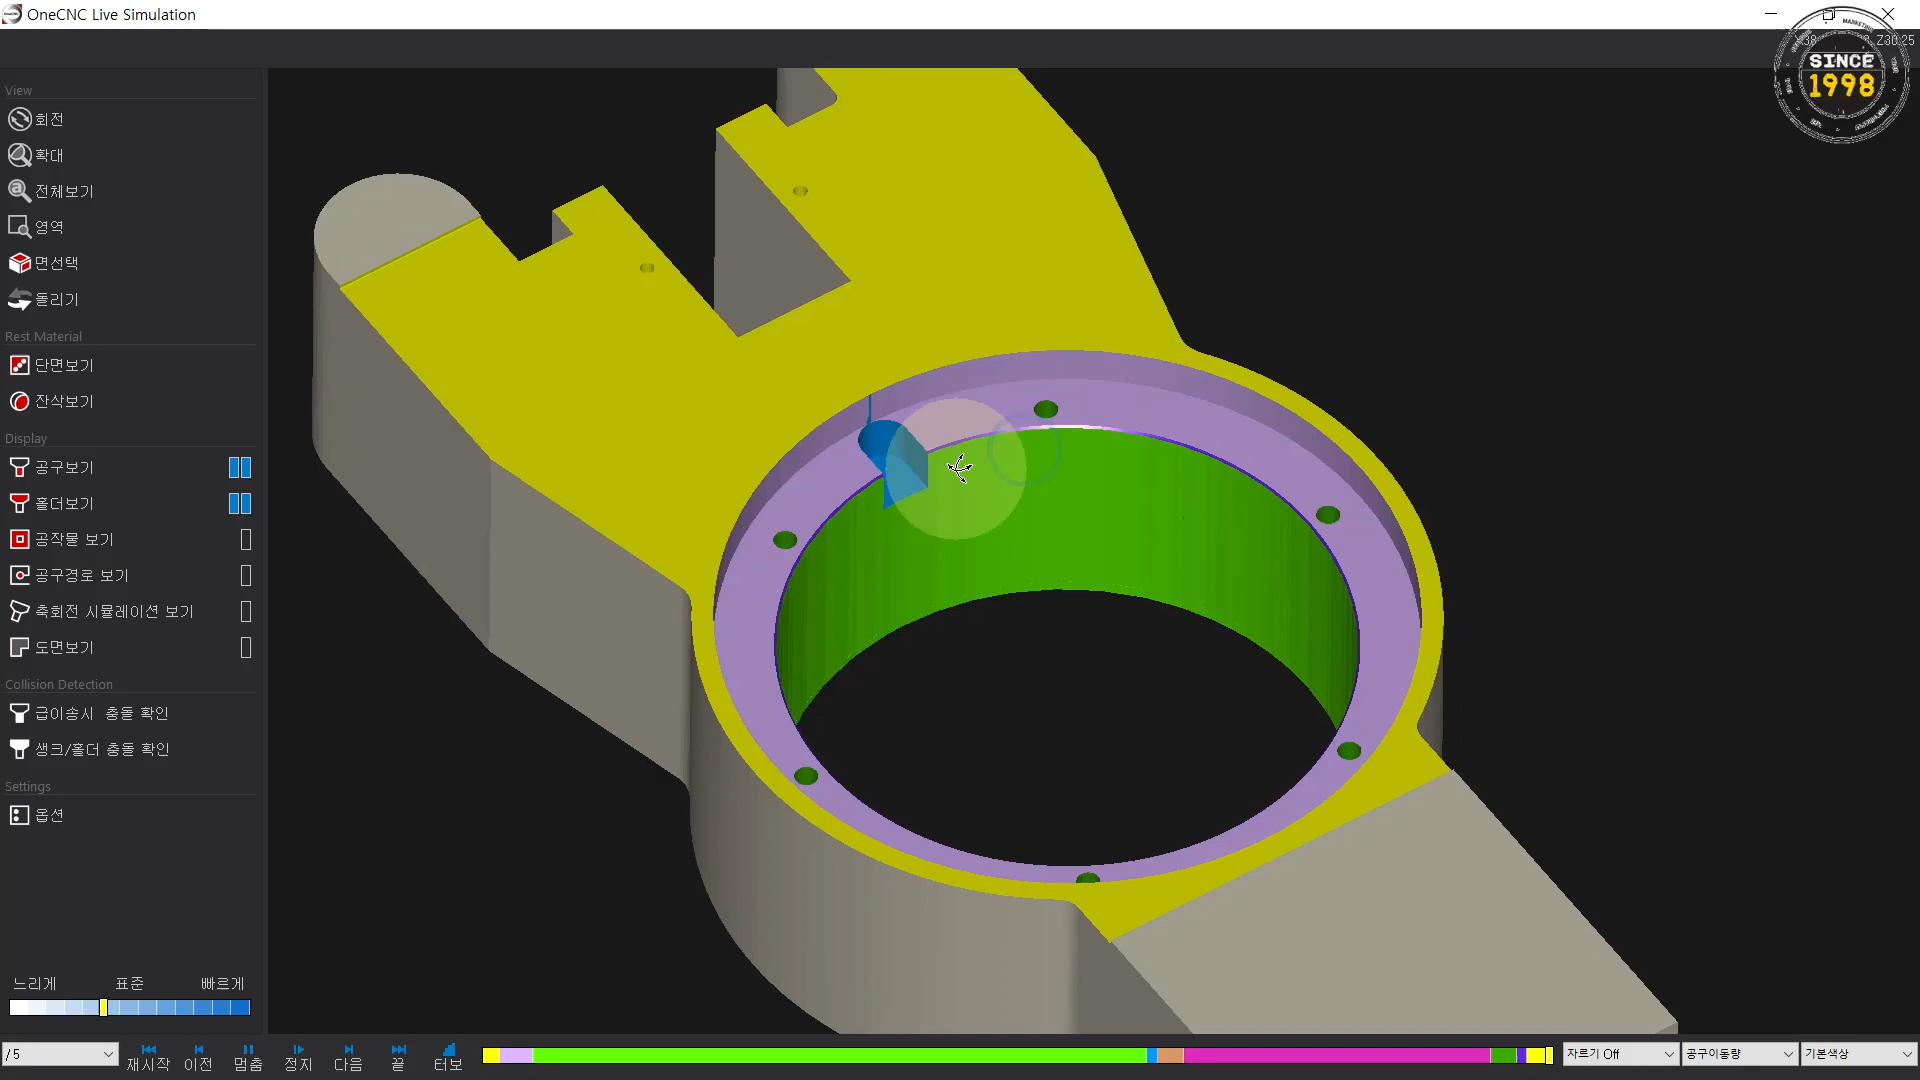 OneCNC Live Simulation
SINCE
1998
View
회전
확대
전체보기
영역
면선택
돌리기
Rest Material
단면보기
잔삭보기
Display
공구보기
홀더보기
공작물 보기
공구경로 보기
축회전 시뮬레이션 보기
도면보기
Collision Detection
급이송시 충돌 확인
생크/홀더 충돌 확인
Settings
옵션
느리게 표준 빠르게
/ 5
재시작 이전 멈춤 정지 다음 끝 터보
자르기 Off 공구이동량 기본색상